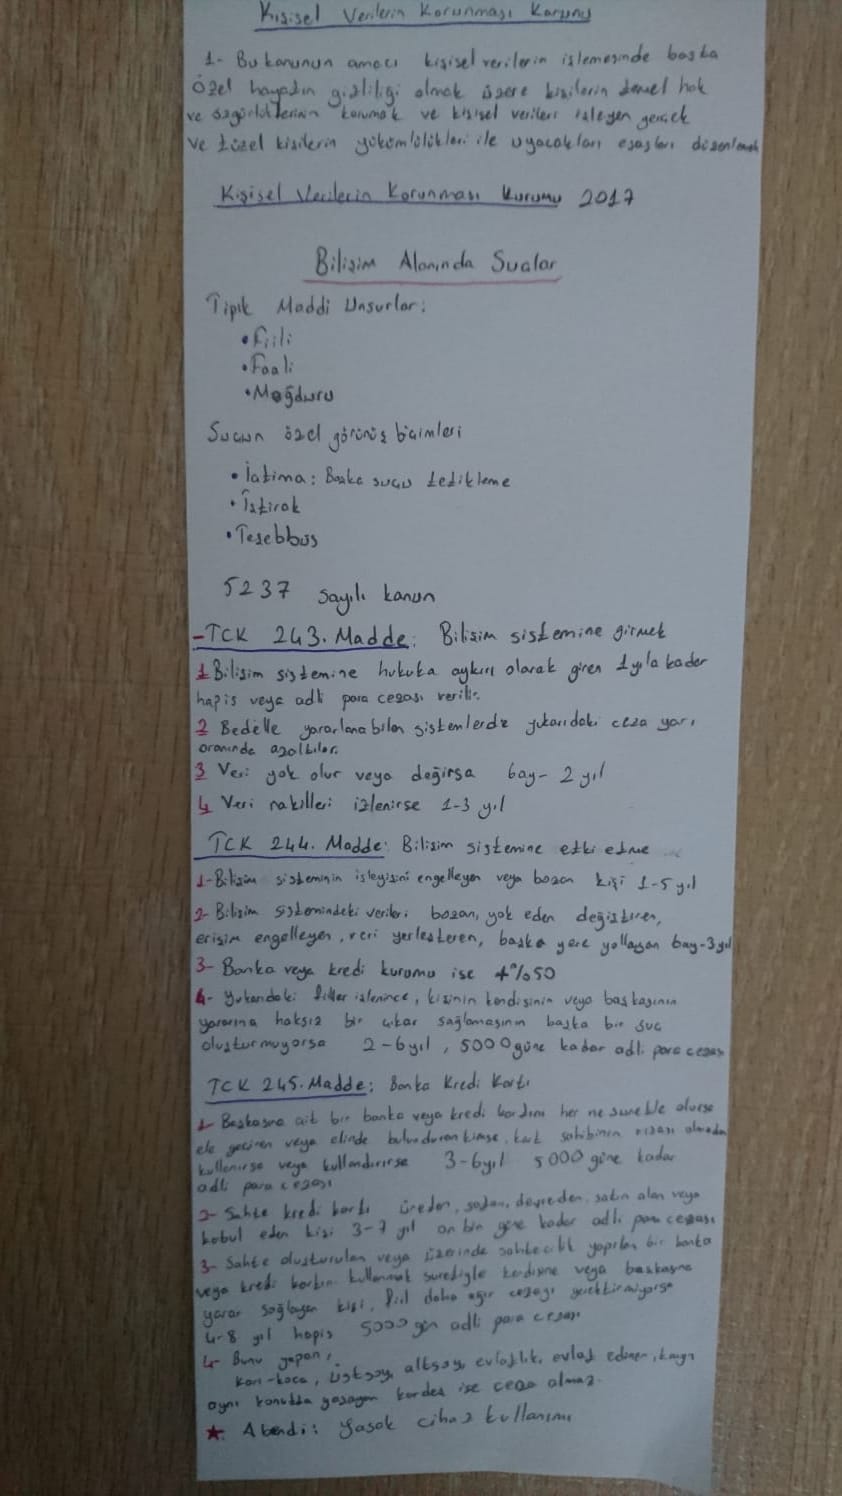 Kişisel Verilerin Korunması Kanunu
1- Bu kanunun amacı kişisel verilerin işlemesinde başta
özel hayatın gizliliği olmak üzere kişilerin temel hak
ve özgürlüklerinin korumak ve kişisel verileri işleyen gerçek
ve tüzel kişilerin yükümlülükleri ile uyacakları esasları düzenlemek
Kişisel Verilerin Korunması Kurumu 2017
Bilişim Alanında Suçlar
Tipik Maddi Unsurlar:
• Fiili
• Faali
• Mağduru
Suçun özel görünüş biçimleri
• İçtima: Başka suçu tetikleme
• İştirak
• Teşebbüs
5237 sayılı kanun
-TCK 243. Madde: Bilişim sistemine girmek
1 Bilişim sistemine hukuka aykırı olarak giren 1 yıla kadar
hapis veya adli para cezası verilir.
2 Bedelle yararlanabilen sistemlerde yukarıdaki ceza yarı
oranında azaltılır.
3 Veri yok olur veya değişirse 6ay- 2 yıl
4 Veri nakilleri izlenirse 1-3 yıl
TCK 244. Madde: Bilişim sistemine etki etme
1-Bilişim sisteminin işleyişini engelleyen veya bozan kişi 1-5 yıl
2- Bilişim sistemindeki verileri bozan, yok eden değiştiren,
erişim engelleyen, veri yerleştiren, başka yere yollayan 6ay-3yıl
3- Banka veya kredi kurumu ise %50
4- Yukarıdaki fiiller işlenince, kişinin kendisinin veya başkasının
yararına haksız bir çıkar sağlamasının başka bir suç
oluşturmuyorsa 2-6yıl, 5000 güne kadar adli para cezası
TCK 245. Madde: Banka Kredi Kartı
1- Başkasına ait bir banka veya kredi kartını her ne suretle olursa
ele geçiren veya elinde bulunduran kimse, kart sahibinin rızası olmadan
kullanırsa veya kullandırırsa 3-6yıl 5000 güne kadar
adli para cezası
2- Sahte kredi kartı üreten, satan, devreden, satın alan veya
kabul eden kişi 3-7 yıl on bin güne kadar adli para cezası
3- Sahte oluşturulan veya üzerinde sahtecilik yapılan bir banka
veya kredi kartını kullanmak suretiyle kendisine veya başkasına
yarar sağlayan kişi, fiil daha ağır cezayı gerektirmiyorsa
4-8 yıl hapis 5000 gün adli para cezası
4- Bunu yapan,
karı-koca, üstsoy, altsoy, evlatlık, evlat edinen,
aynı konutta yaşayan kardeş ise ceza almaz.
★ A bendi: Yasak cihaz kullanımı